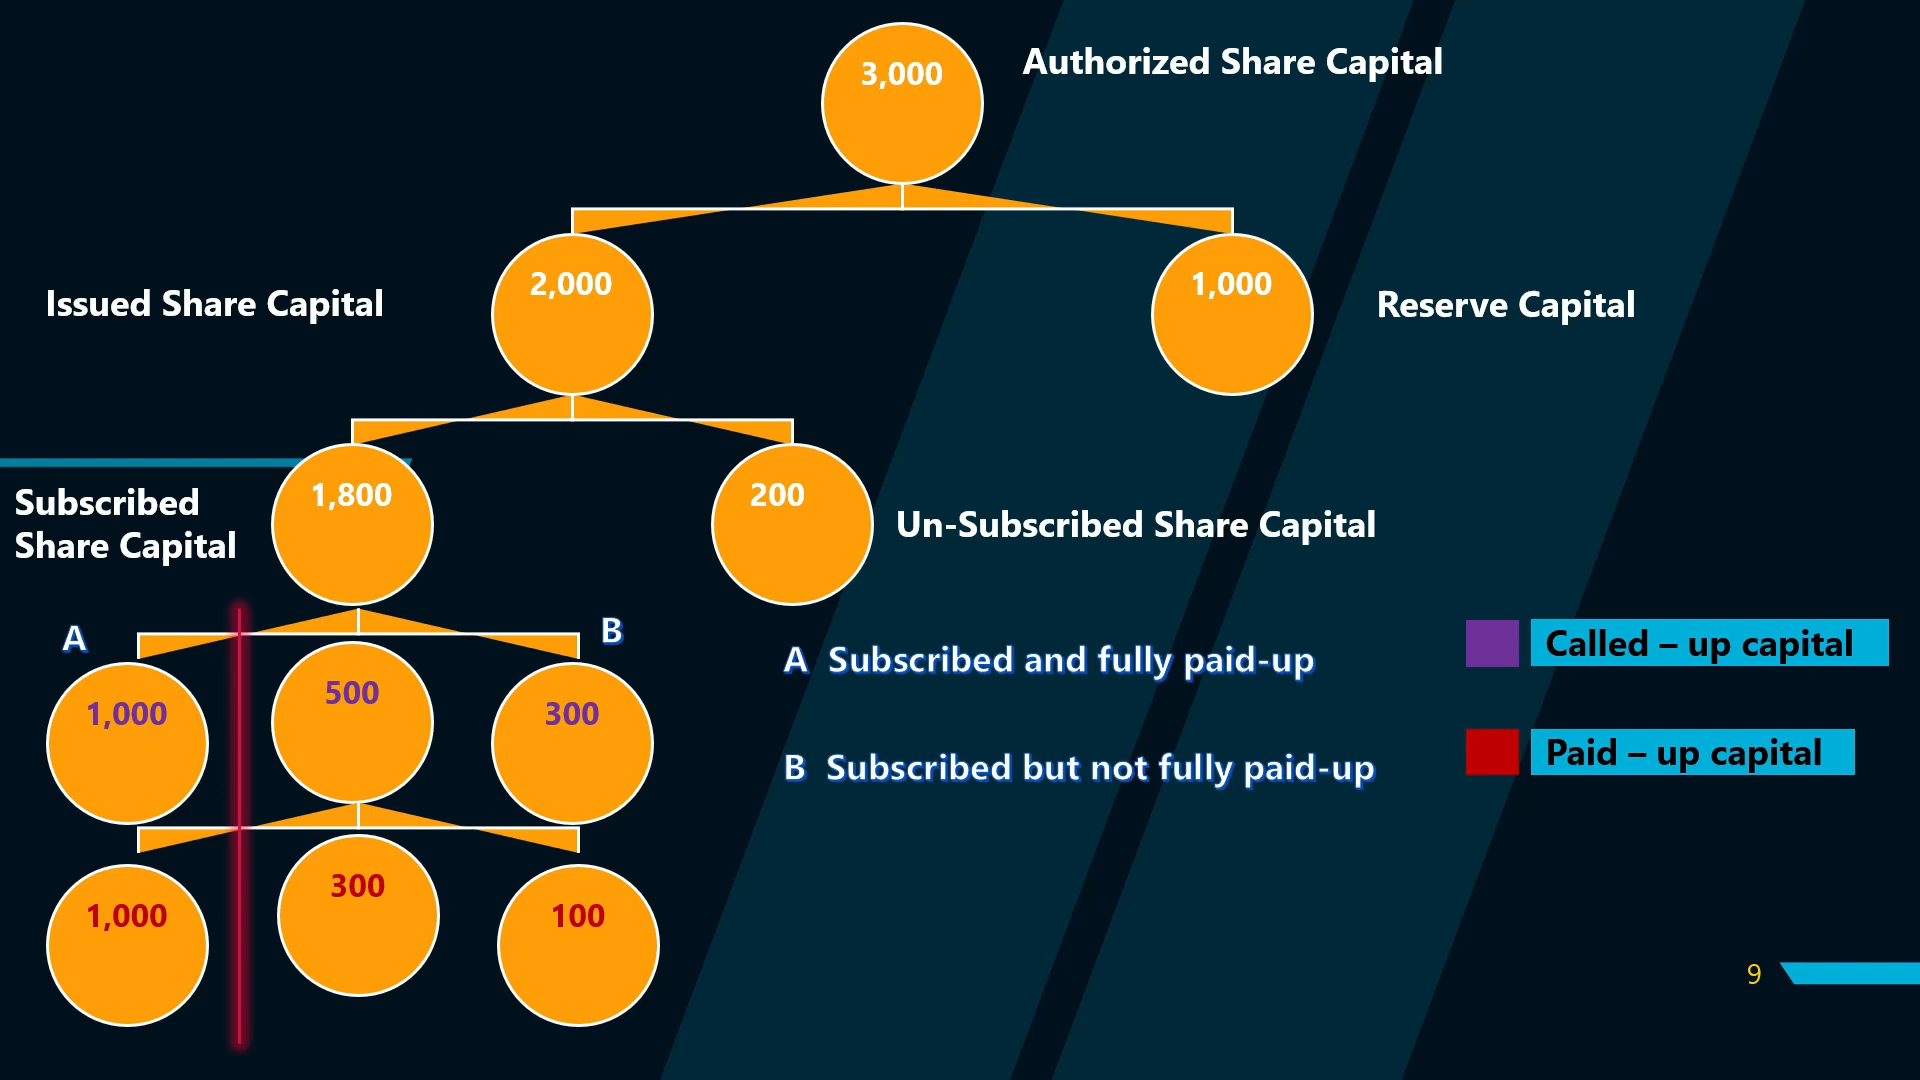 3,000
Authorized Share Capital
Issued Share Capital
2,000
1,000
Reserve Capital
Subscribed
Share Capital
1,800
200
Un-Subscribed Share Capital
A
B
1,000
500
300
A Subscribed and fully paid-up
B Subscribed but not fully paid-up
Called – up capital
Paid – up capital
1,000
300
100
9